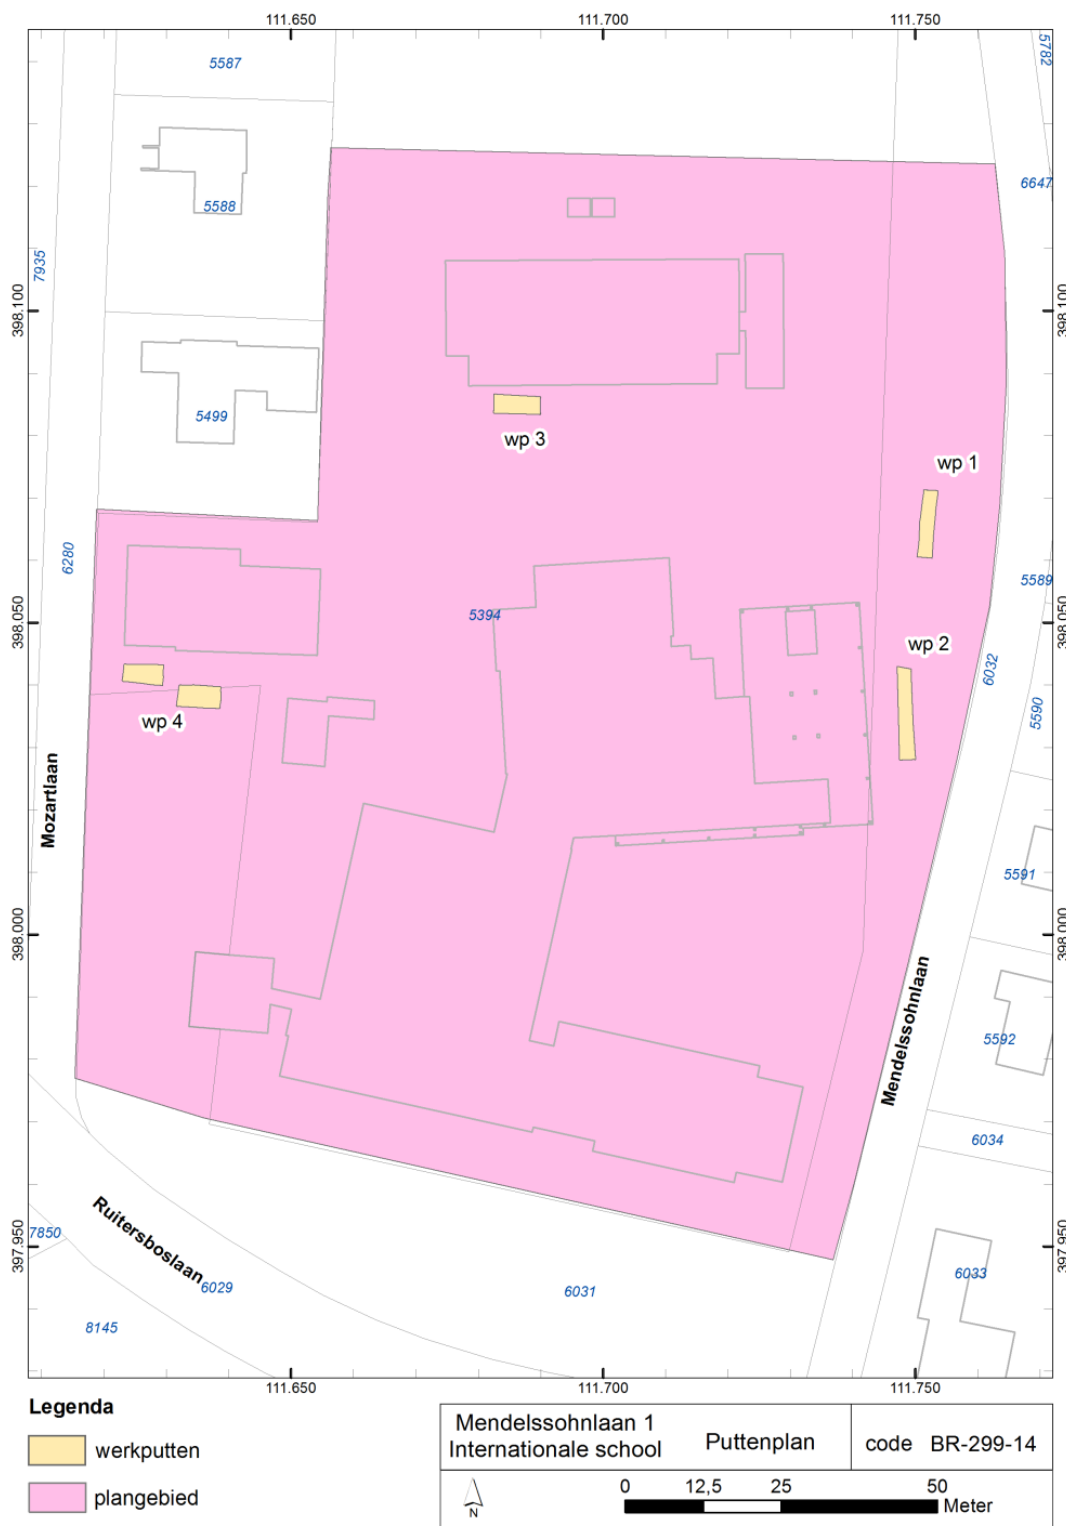 111.650
111.700
111.750
5587
5782
5588
6647
7935
398.100
398.100
5499
wp 3
wp 1
6280
5589
398.050
398.050
5394
wp 2
6032
5590
wp 4
Mozartlaan
5591
398.000
398.000
Mendelssohnlaan
5592
6034
Ruitersboslaan
7850
397.950
397.950
6029
6031
6033
8145
111.650
111.700
111.750
Legenda
werkputten
plangebied
Mendelssohnlaan 1
Internationale school
Puttenplan
code BR-299-14
N
0 12,5 25 50
Meter